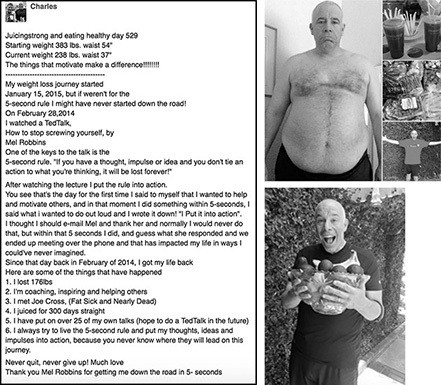 Charles
Juicingstrong and eating healthy day 529
Starting weight 383 lbs. waist 54"
Current weight 238 lbs. waist 37"
The things that motivate make a difference!!!!!!!!!
----------------------------------------
My weight loss journey started
January 15, 2015, but if weren't for the
5-second rule I might have never started down the road!
On February 28,2014
I watched a TedTalk,
How to stop screwing yourself, by
Mel Robbins
One of the keys to the talk is the
5-second rule. "If you have a thought, impulse or idea and you don't tie an
action to what you're thinking, it will be lost forever!"
After watching the lecture I put the rule into action.
You see that's the day for the first time I said to myself that I wanted to help
and motivate others, and in that moment I did something within 5-seconds, I
said what i wanted to do out loud and I wrote it down! "I Put it into action".
I thought I should e-mail Mel and thank her and normally I would never do
that, but within that 5 seconds I did, and guess what she responded and we
ended up meeting over the phone and that has impacted my life in ways I
could've never imagined.
Since that day back in February of 2014, I got my life back
Here are some of the things that have happened
1. I lost 176lbs
2. I'm coaching, inspiring and helping others
3. I met Joe Cross, (Fat Sick and Nearly Dead)
4. I juiced for 300 days straight
5. I have put on over 25 of my own talks (hope to do a TedTalk in the future)
6. I always try to live the 5-second rule and put my thoughts, ideas and
impulses into action, because you never know where they will lead on this
journey.
Never quit, never give up! Much love
Thank you Mel Robbins for getting me down the road in 5- seconds